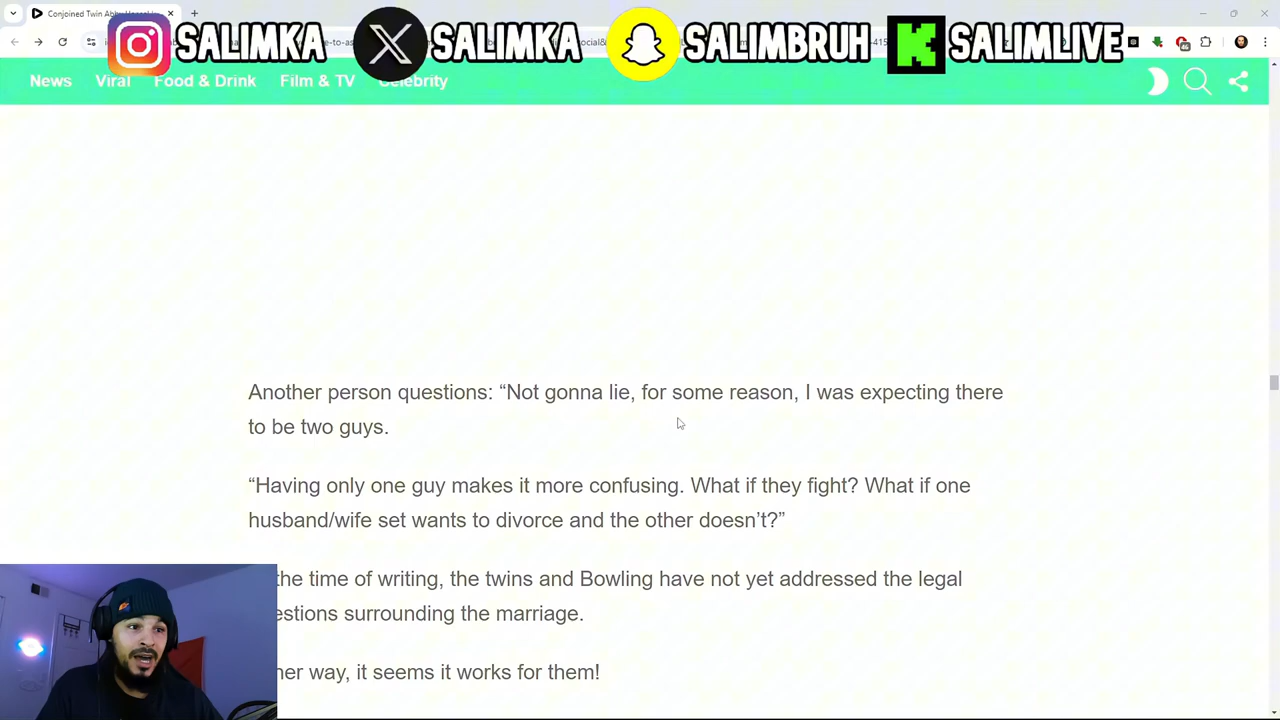 Conjoined Twin Abby
SALIMKA
SALIMKA
SALIMBRUH
SALIMLIVE
News
Viral
Food & Drink
Film & TV
Celebrity
Another person questions: “Not gonna lie, for some reason, I was expecting there
to be two guys.
“Having only one guy makes it more confusing. What if they fight? What if one
husband/wife set wants to divorce and the other doesn’t?”
the time of writing, the twins and Bowling have not yet addressed the legal
estions surrounding the marriage.
her way, it seems it works for them!